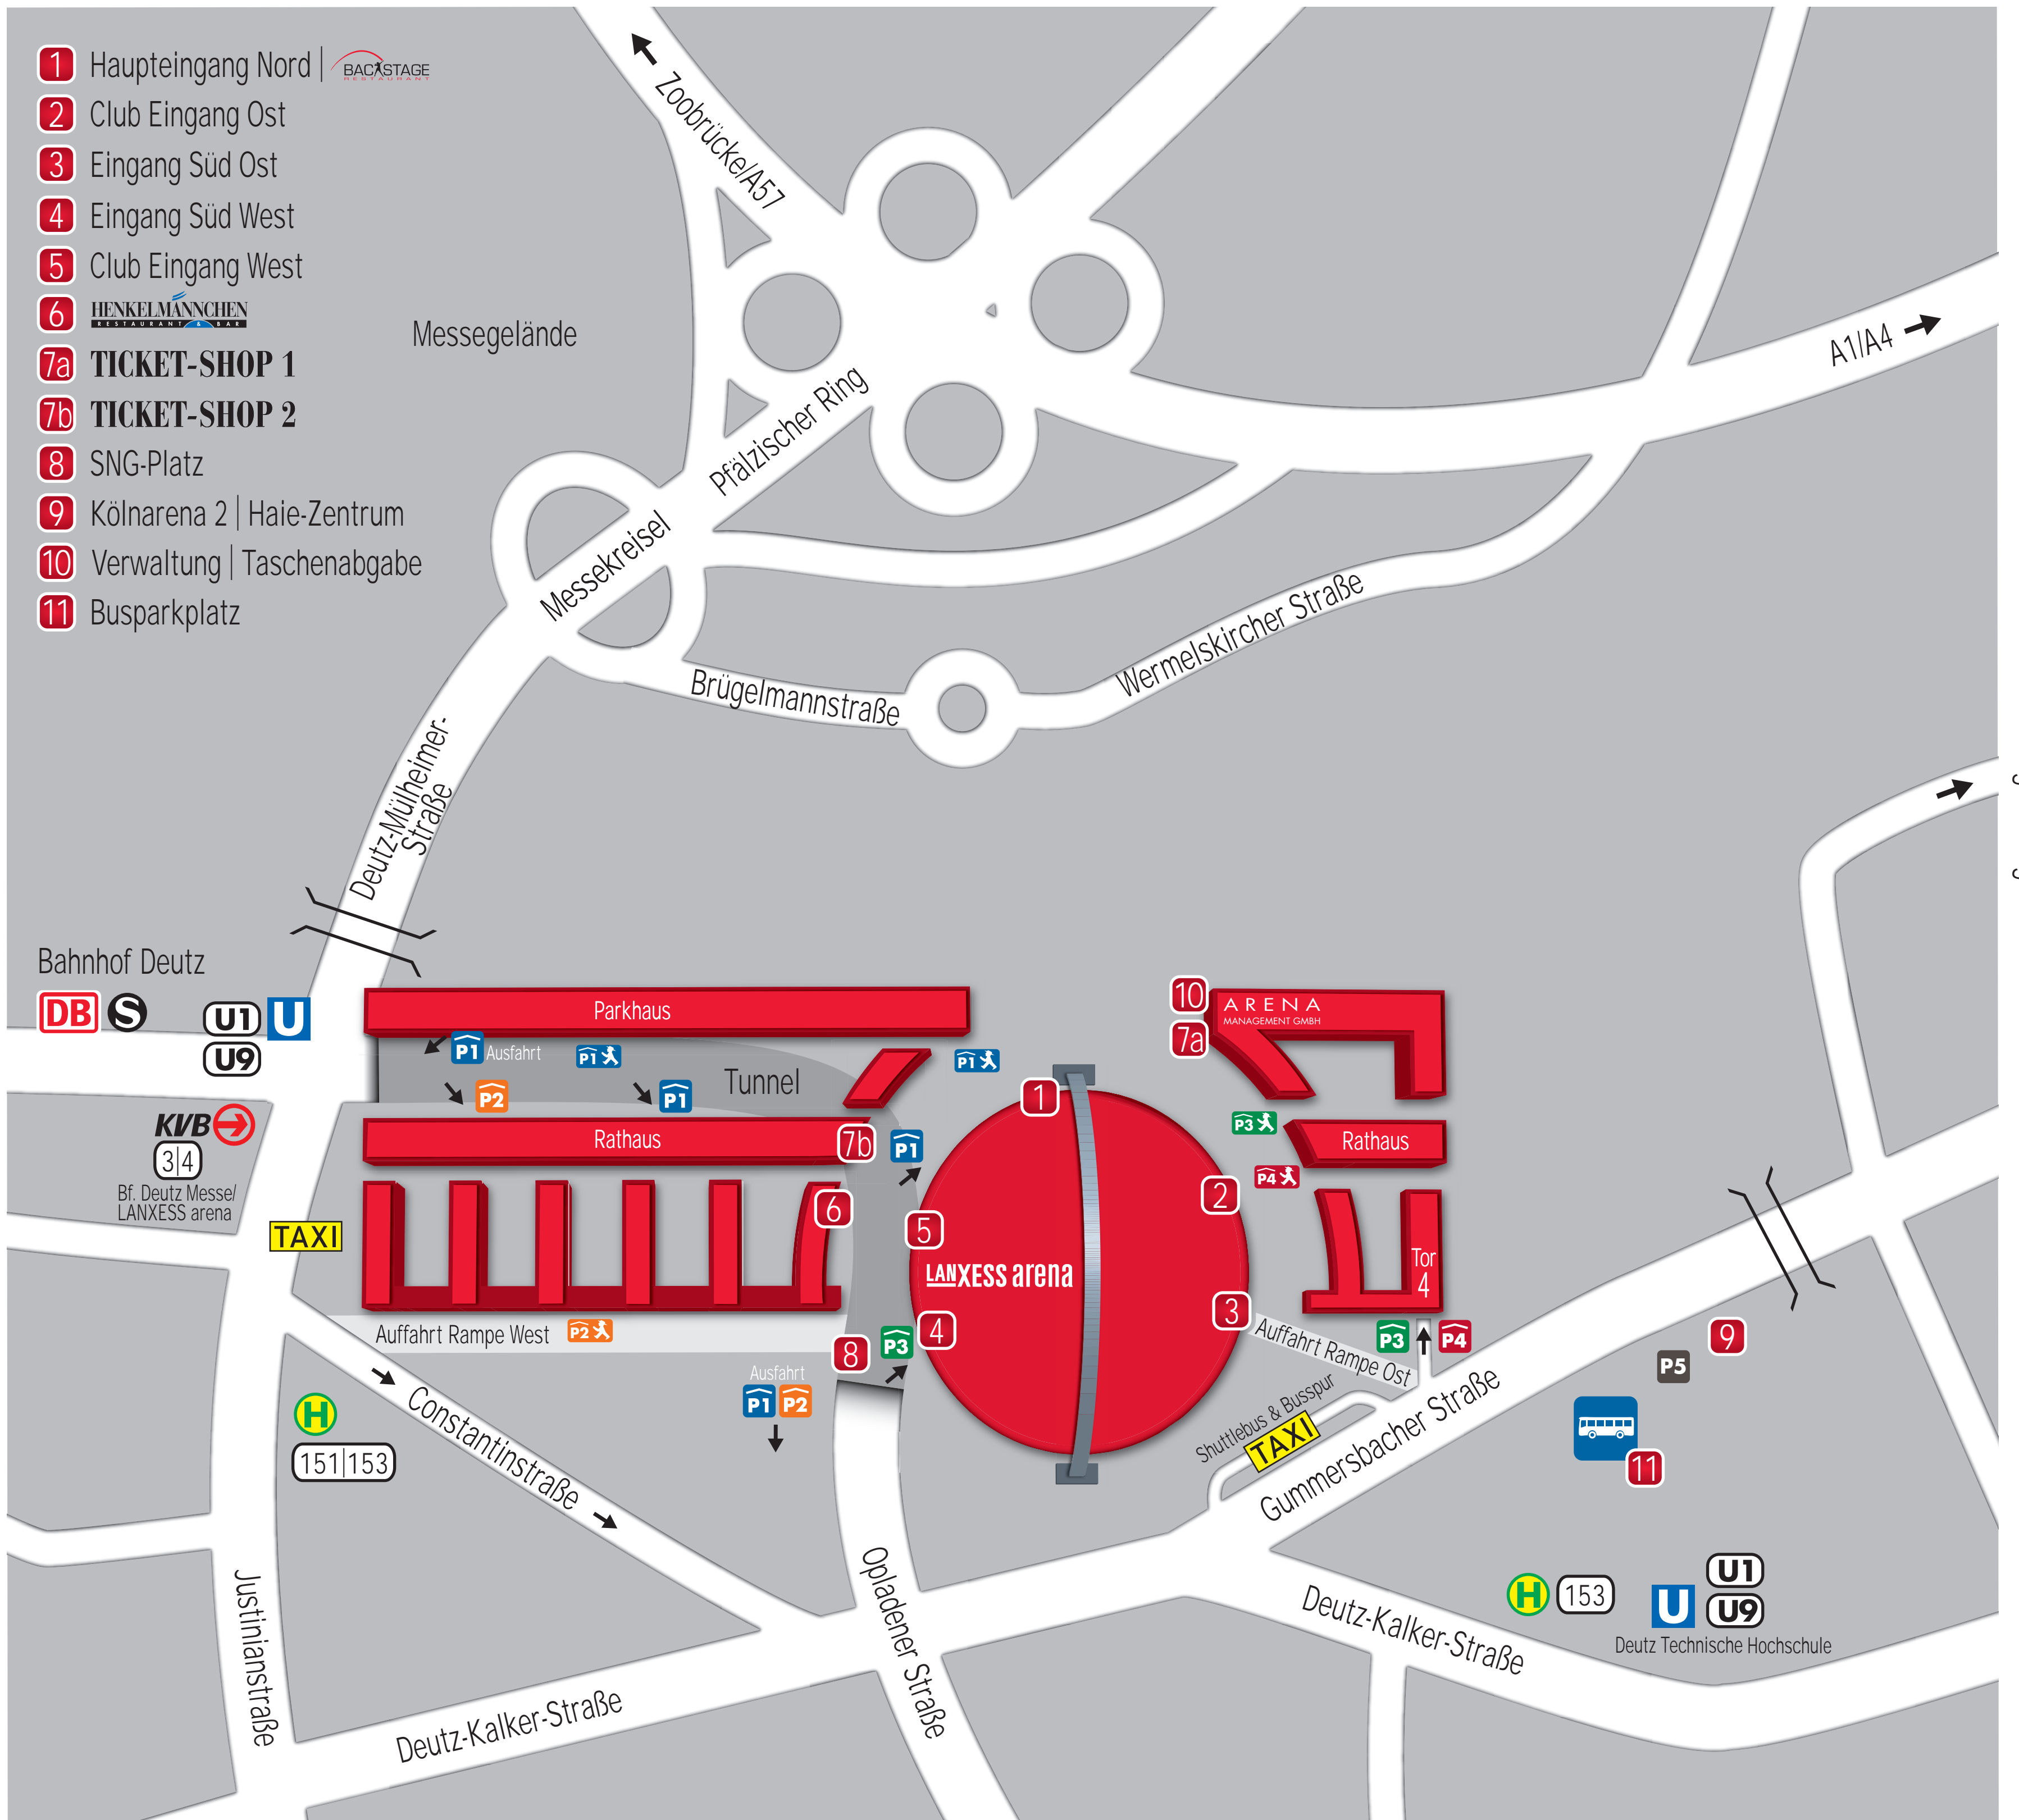 1 Haupteingang Nord | BACKSTAGE
RESTAURANT
2 Club Eingang Ost
3 Eingang Süd Ost
4 Eingang Süd West
5 Club Eingang West
6 HENKELMÄNNCHEN
RESTAURANT & BAR
7a TICKET-SHOP 1
7b TICKET-SHOP 2
8 SNG-Platz
9 Kölnarena 2 | Haie-Zentrum
10 Verwaltung | Taschenabgabe
11 Busparkplatz
Zoobrücke/A57
Messegelände
A1/A4
Pfälzischer Ring
Messekreisel
Wermelskircher Straße
Brügelmannstraße
Deutz-Mülheimer-
Straße
Bahnhof Deutz
DB S U1 U
U9
Parkhaus
10 ARENA
MANAGEMENT GMBH
7a
P1 Ausfahrt
P1
Tunnel
P1
P2
P1
1
KVB
3|4
Bf. Deutz Messe/
LANXESS arena
Rathaus
7b
P1
P3
Rathaus
P4
2
6
5
TAXI
LANXESS arena
Tor
4
3
Auffahrt Rampe West
P2
8
P3
4
Auffahrt Rampe Ost
P3
P4
9
P5
Ausfahrt
P1 P2
Shuttlebus & Busspur
TAXI
Gummersbacher Straße
11
H
151|153
Constantinstraße
Opladener Straße
Justinianstraße
Deutz-Kalker-Straße
Deutz-Kalker-Straße
H 153
U U1
U9
Deutz Technische Hochschule